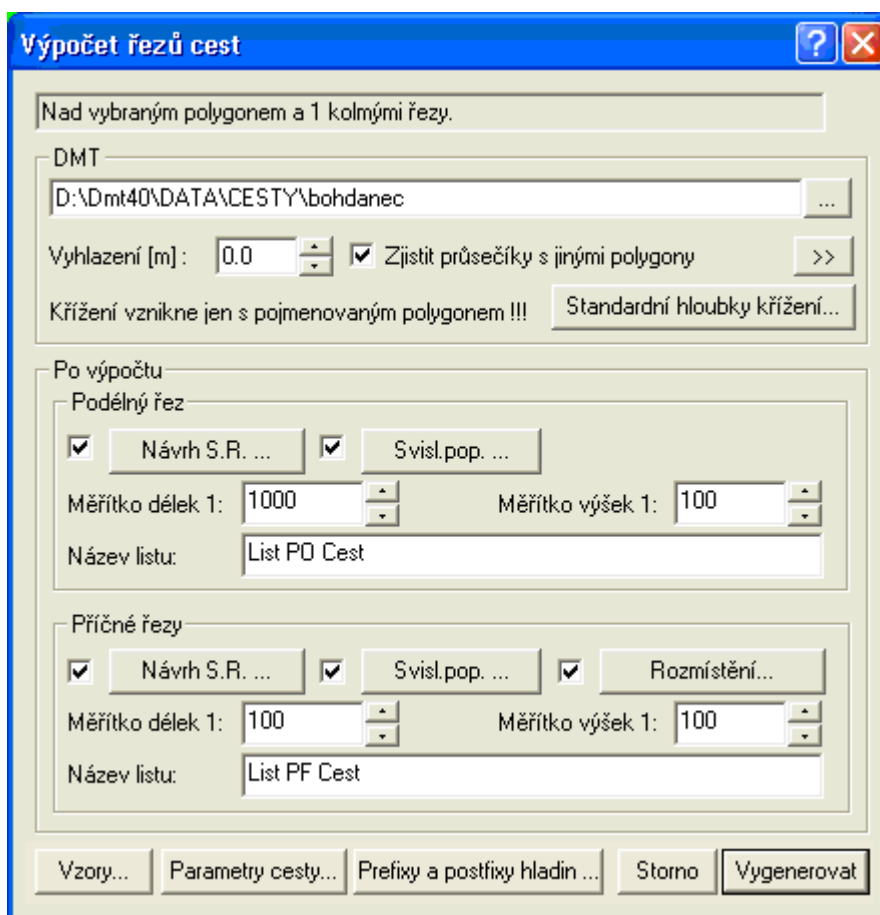 Výpočet řezů cest
Nad vybraným polygonem a 1 kolmými řezy.
DMT
D:\Dmt40\DATA\CESTY\bohdanec ...
Vyhlazení [m] : 0.0 Zjistit průsečíky s jinými polygony >>
Křížení vznikne jen s pojmenovaným polygonem !!! Standardní hloubky křížení...
Po výpočtu
Podélný řez
Návrh S.R. ... Svisl.pop. ...
Měřítko délek 1: 1000 Měřítko výšek 1: 100
Název listu: List PO Cest
Příčné řezy
Návrh S.R. ... Svisl.pop. ... Rozmístění...
Měřítko délek 1: 100 Měřítko výšek 1: 100
Název listu: List PF Cest
Vzory... Parametry cesty... Prefixy a postfixy hladin ... Storno Vygenerovat